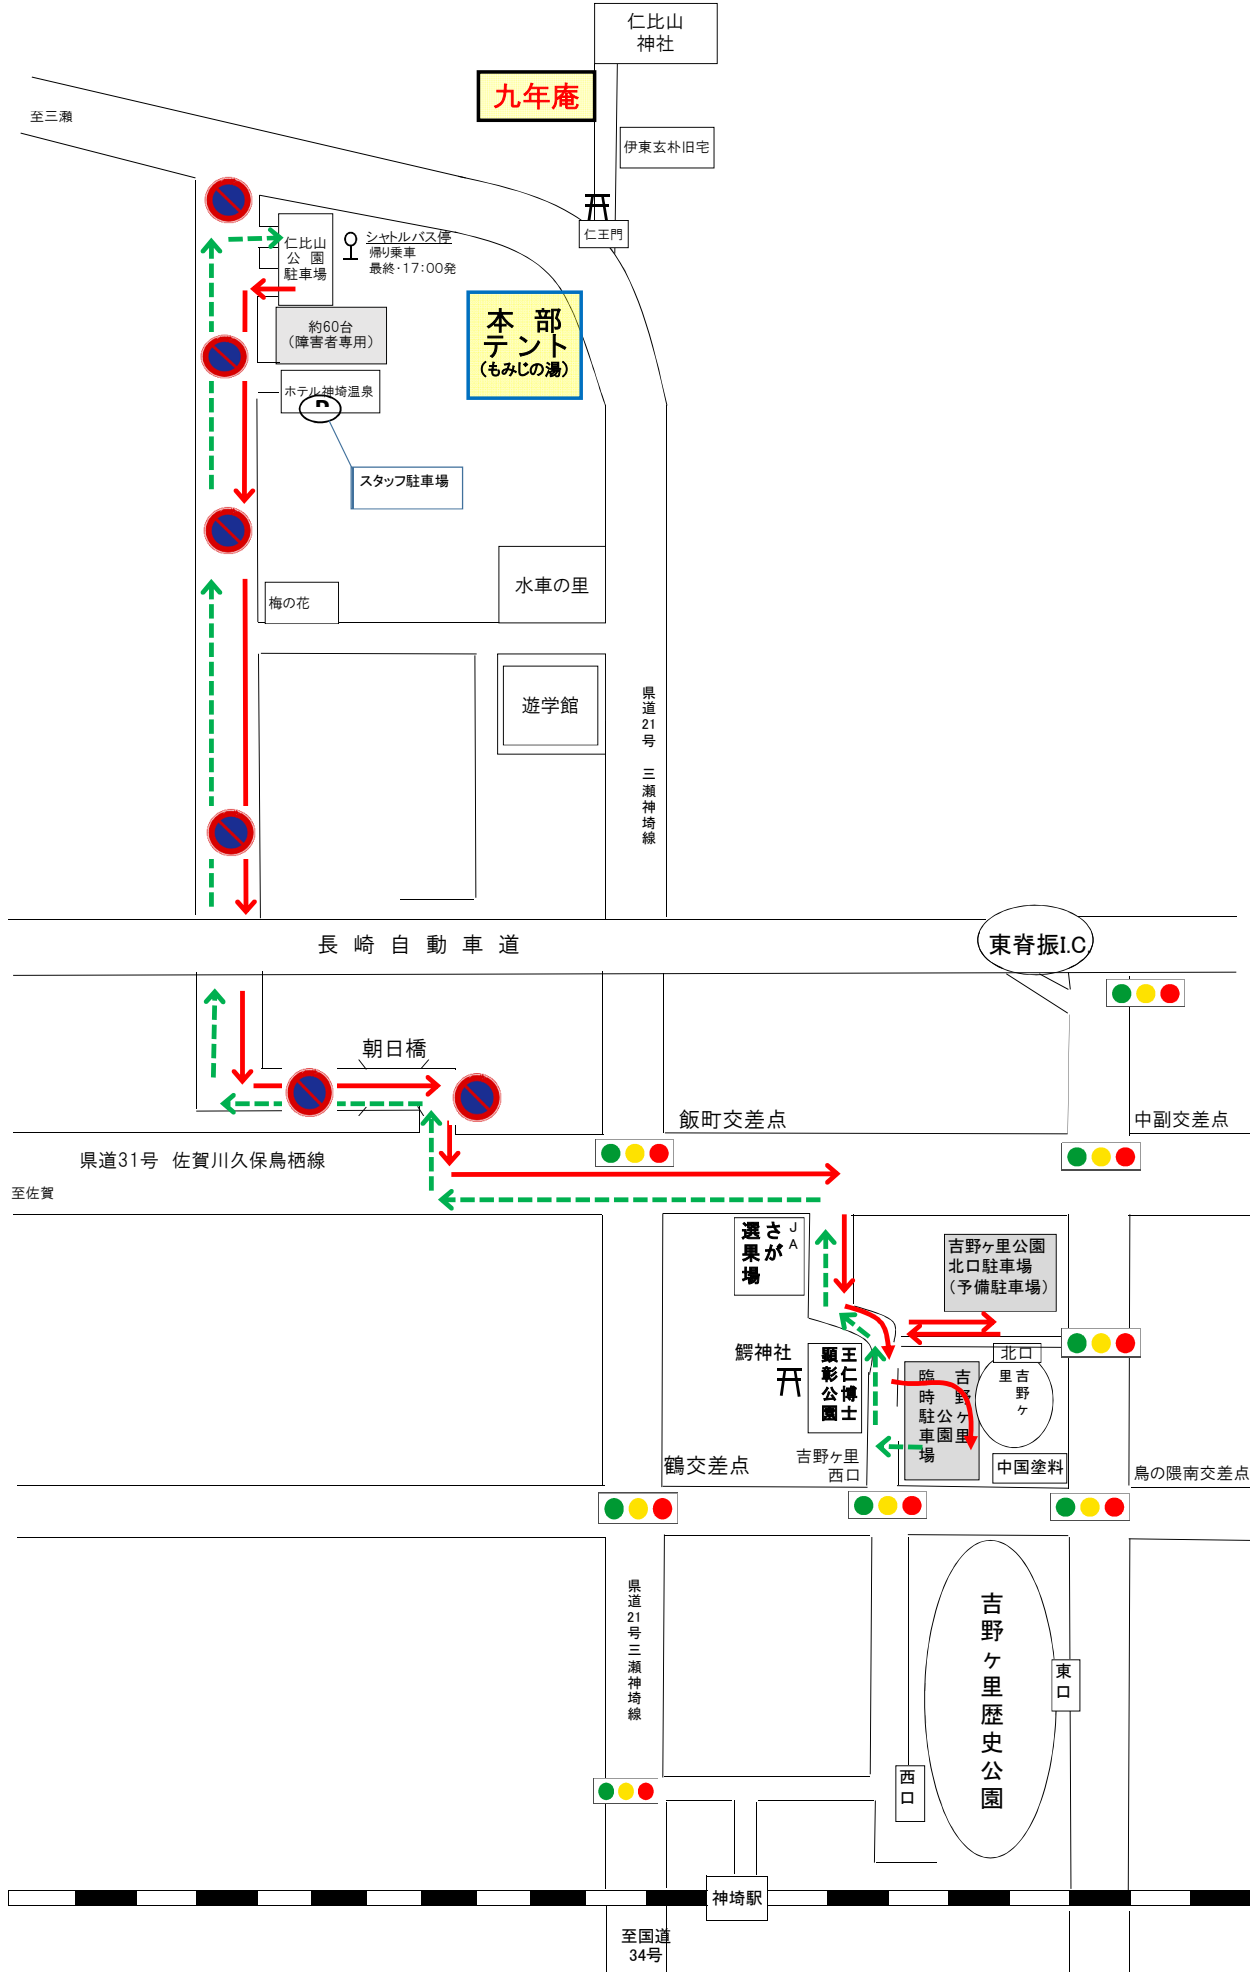 仁比山
神社
九年庵
至三瀬
伊東玄朴旧宅
仁王門
仁比山
公 園
駐車場
シャトルバス停
帰り乗車
最終・17:00発
約60台
（障害者専用）
本 部
テント
（もみじの湯）
ホテル神埼温泉
P
スタッフ駐車場
水車の里
梅の花
遊学館
県道21号 三瀬神埼線
長崎自動車道
東脊振I.C.
朝日橋
飯町交差点
中副交差点
県道31号 佐賀川久保鳥栖線
至佐賀
JA
さが
選果場
吉野ヶ里公園
北口駐車場
（予備駐車場）
鰐神社
王仁博士
顕彰公園
北口
吉野ヶ
里
吉野ヶ里
公園
臨時駐車場
中国塗料
吉野ヶ里
西口
鶴交差点
鳥の隈南交差点
県道21号三瀬神埼線
吉野ヶ里歴史公園
東口
西口
神埼駅
至国道
34号